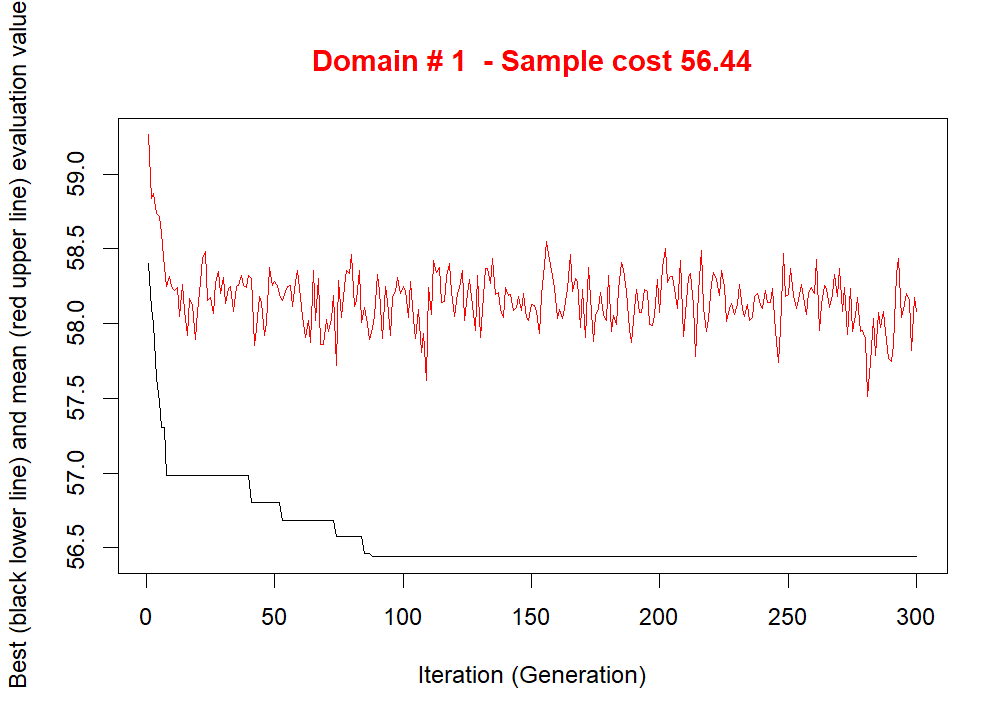 Domain # 1  - Sample cost 56.44
Best (black lower line) and mean (red upper line) evaluation value
59.0
58.5
58.0
57.5
57.0
56.5
0 50 100 150 200 250 300
Iteration (Generation)